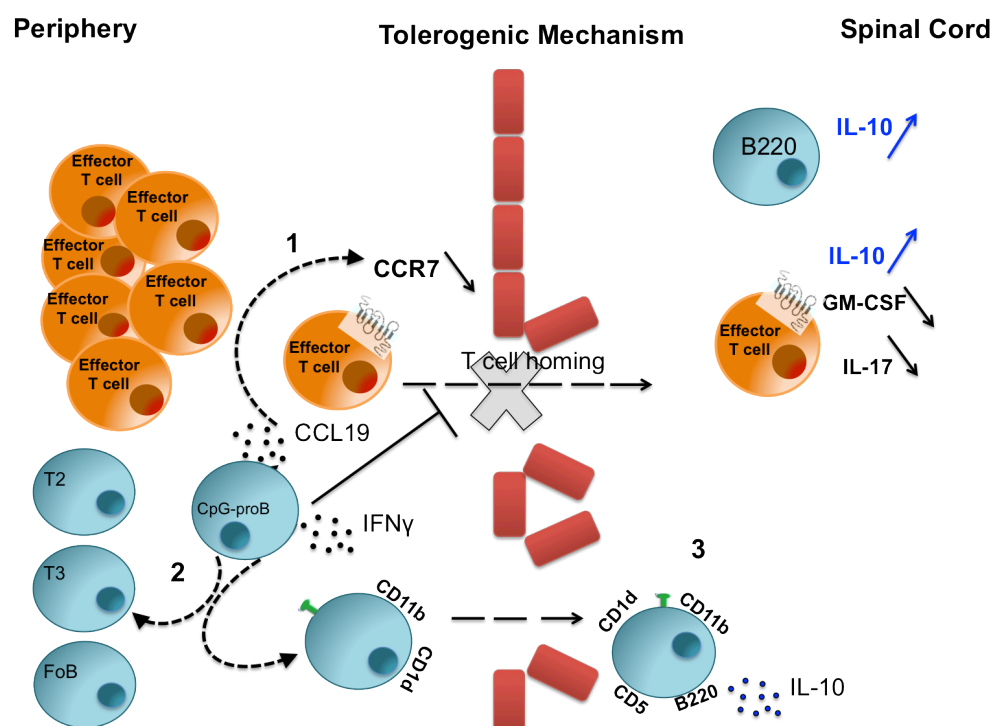 Periphery
Tolerogenic Mechanism
Spinal Cord
B220
IL-10
Effector
T cell
Effector
T cell
Effector
T cell
Effector
T cell
Effector
T cell
Effector
T cell
1
CCR7
Effector
T cell
T cell homing
IL-10
GM-CSF
Effector
T cell
IL-17
CCL19
T2
CpG-proB
IFNγ
T3
2
3
CD11b
CD1d
CD1d
CD11b
FoB
CD5
B220
IL-10